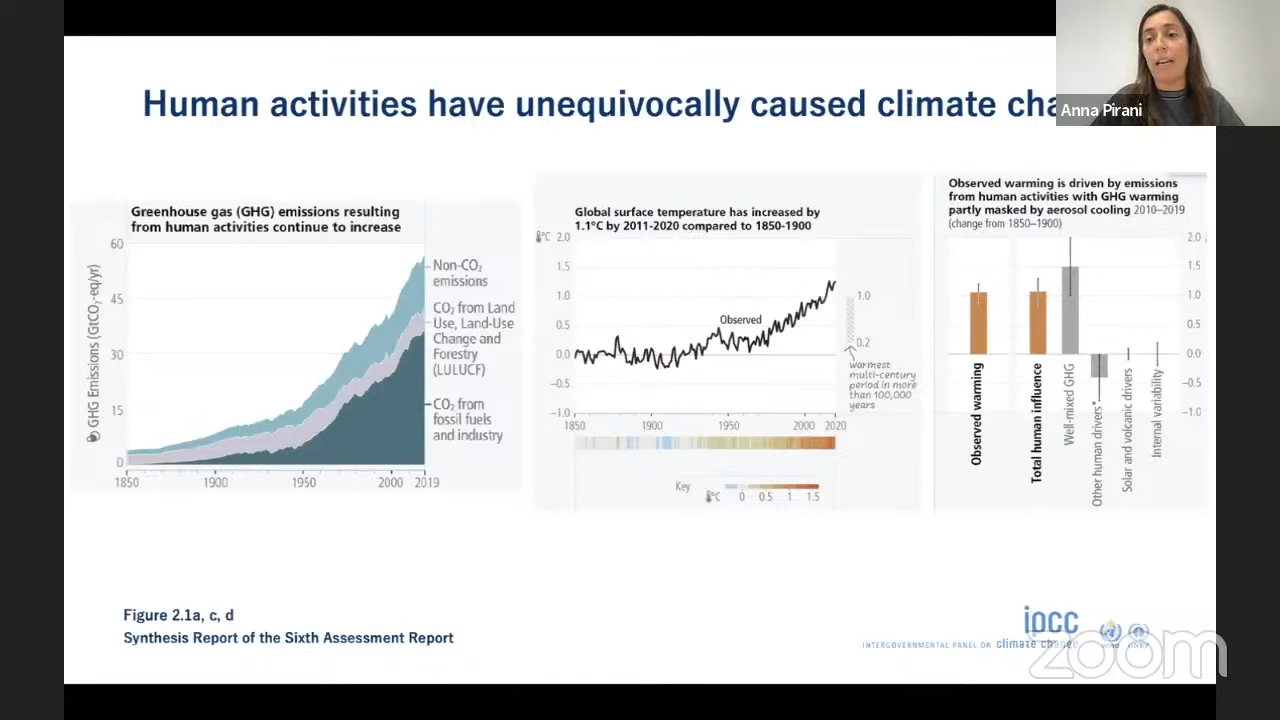 Human activities have unequivocally caused climate cha
Anna Pirani
Greenhouse gas (GHG) emissions resulting
from human activities continue to increase
60
45
30
15
0
GHG Emissions (GtCO₂-eq/yr)
1850
1900
1950
2000
2019
Non-CO₂
emissions
CO₂ from Land
Use, Land-Use
Change and
Forestry
(LULUCF)
CO₂ from
fossil fuels
and industry
Global surface temperature has increased by
1.1°C by 2011-2020 compared to 1850-1900
°C
2.0
1.5
1.0
0.5
0.0
−0.5
−1.0
Observed
1.0
0.2
warmest
multi-century
period in more
than 100,000
years
1850
1900
1950
2000
2020
Key
°C
0
0.5
1
1.5
Observed warming is driven by emissions
from human activities with GHG warming
partly masked by aerosol cooling 2010–2019
(change from 1850–1900)
2.0
1.5
1.0
0.5
0.0
−0.5
−1.0
Observed warming
Total human influence
Well-mixed GHG
Other human drivers*
Solar and volcanic drivers
Internal variability
Figure 2.1a, c, d
Synthesis Report of the Sixth Assessment Report
ipcc
INTERGOVERNMENTAL PANEL ON climate change
zoom